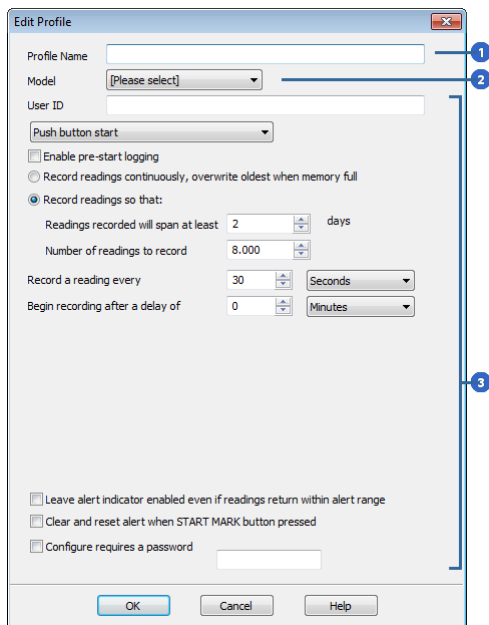 Edit Profile
Profile Name
1
Model [Please select]
2
User ID
Push button start
Enable pre-start logging
Record readings continuously, overwrite oldest when memory full
Record readings so that:
Readings recorded will span at least 2 days
Number of readings to record 8.000
Record a reading every 30 Seconds
Begin recording after a delay of 0 Minutes
3
Leave alert indicator enabled even if readings return within alert range
Clear and reset alert when START MARK button pressed
Configure requires a password
OK Cancel Help